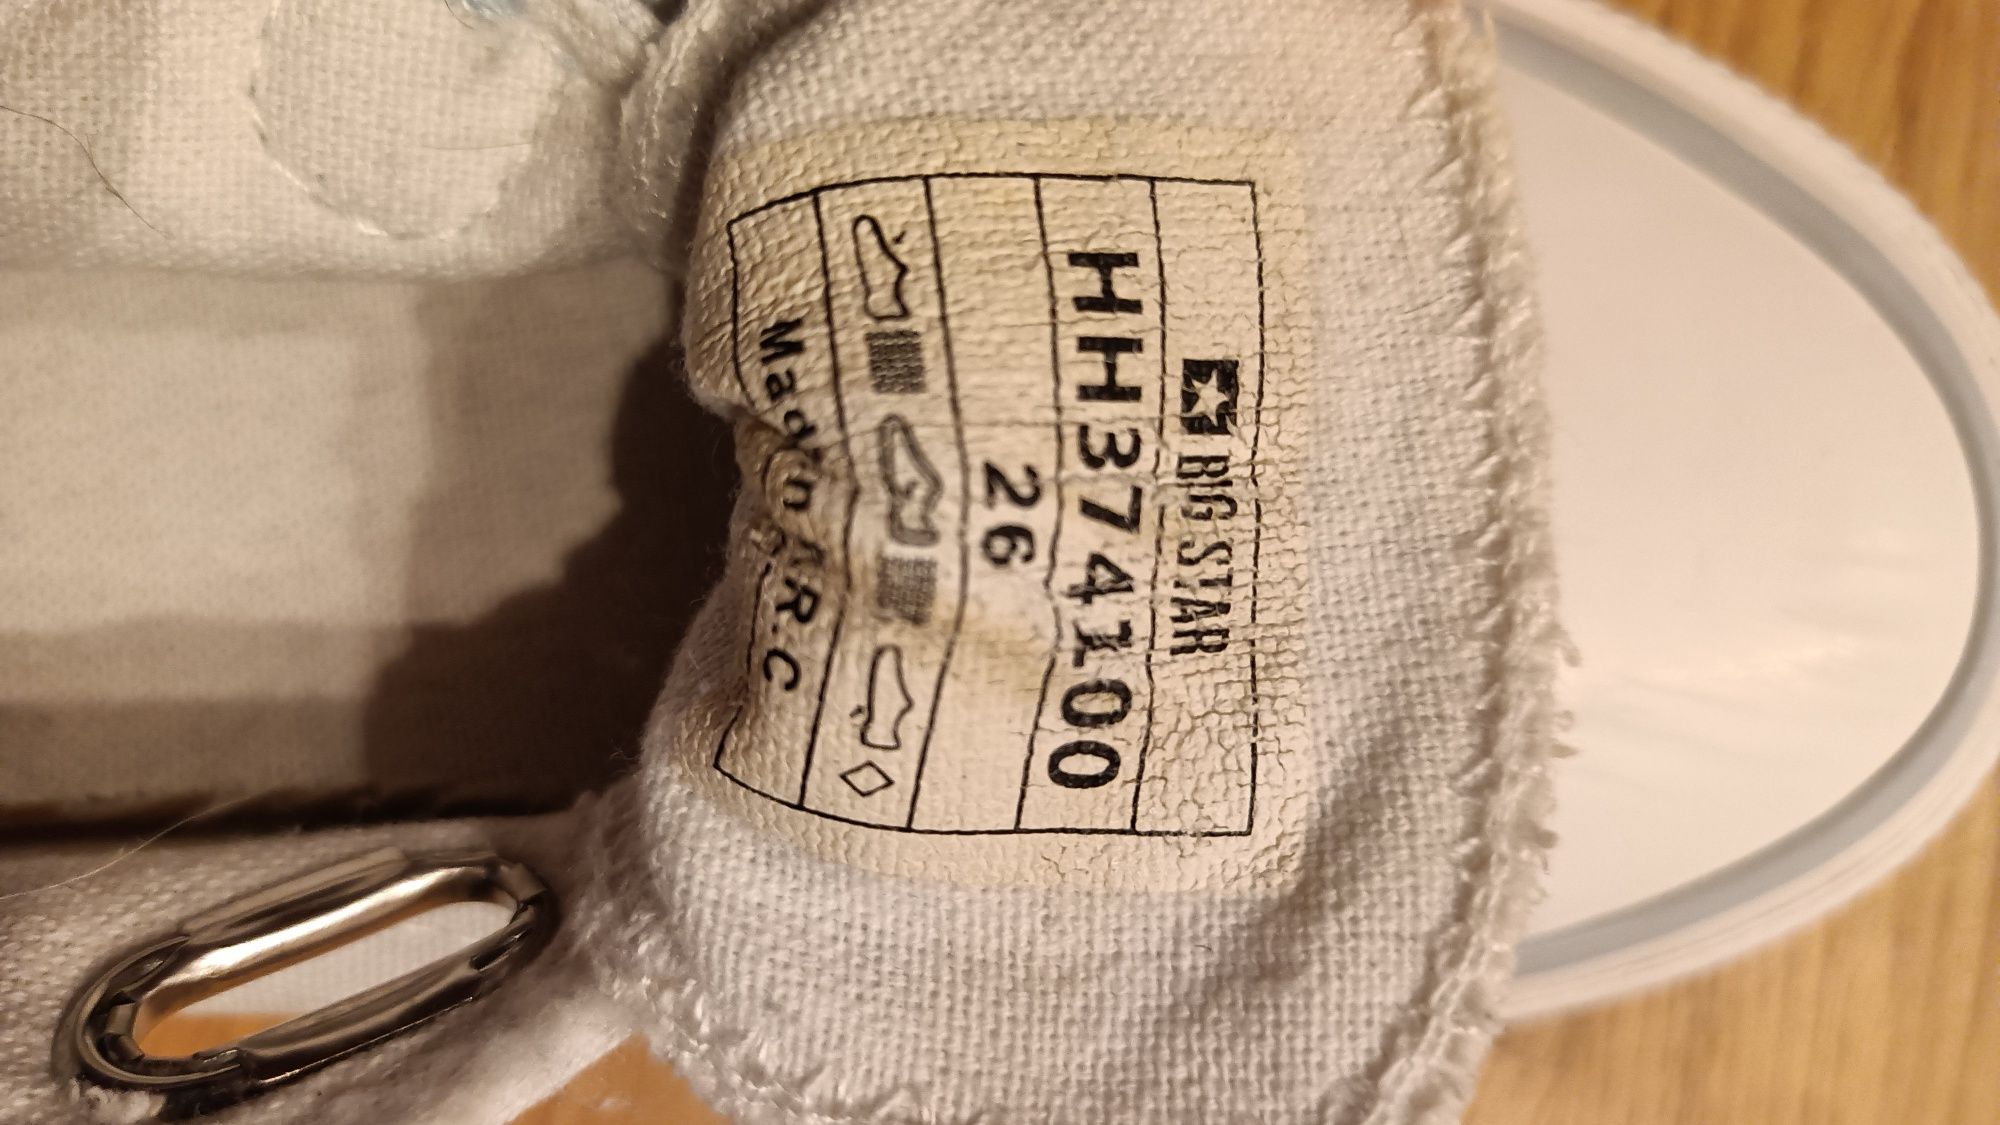 BIG STAR
HH374100
26
Made in P.R.C